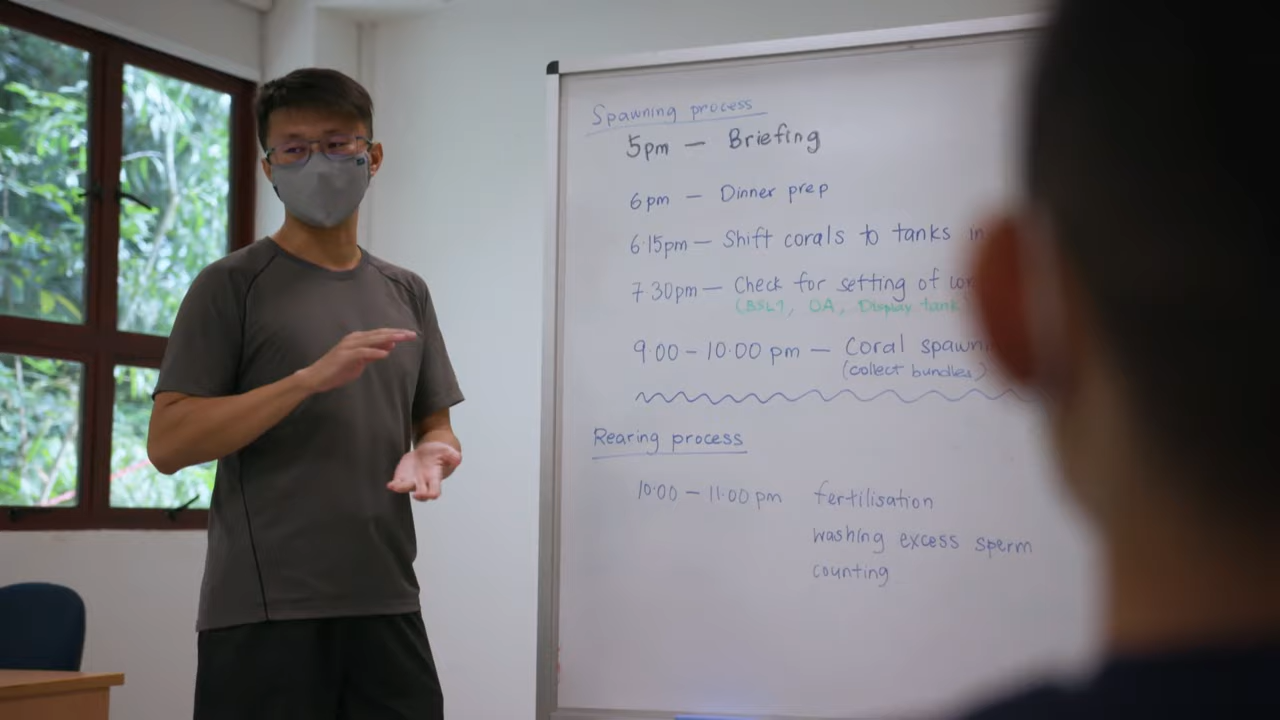 Spawning process
5pm — Briefing
6pm — Dinner prep
6.15pm — Shift corals to tanks in
7.30pm — Check for setting of
(BSL1, OA, Display tank
9.00 – 10.00 pm — Coral
(collect bundles)
Rearing process
10.00 – 11.00 pm fertilisation
washing excess sperm
counting